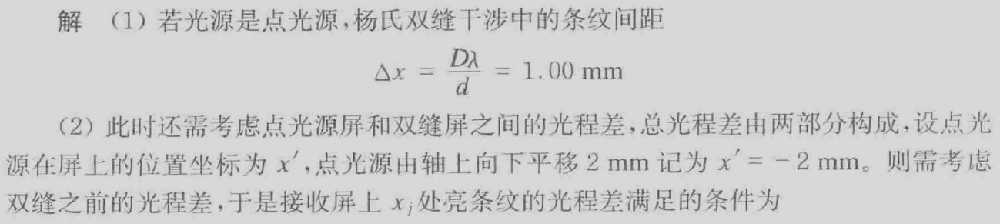 解 （1）若光源是点光源,杨氏双缝干涉中的条纹间距
Δx = Dλ/d = 1.00 mm
（2）此时还需考虑点光源屏和双缝屏之间的光程差,总光程差由两部分构成,设点光
源在屏上的位置坐标为 x′,点光源由轴上向下平移 2 mm 记为 x′ = －2 mm。则需考虑
双缝之前的光程差,于是接收屏上 xⱼ处亮条纹的光程差满足的条件为